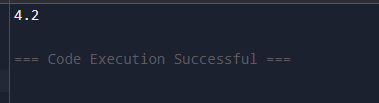 4.2
=== Code Execution Successful ===